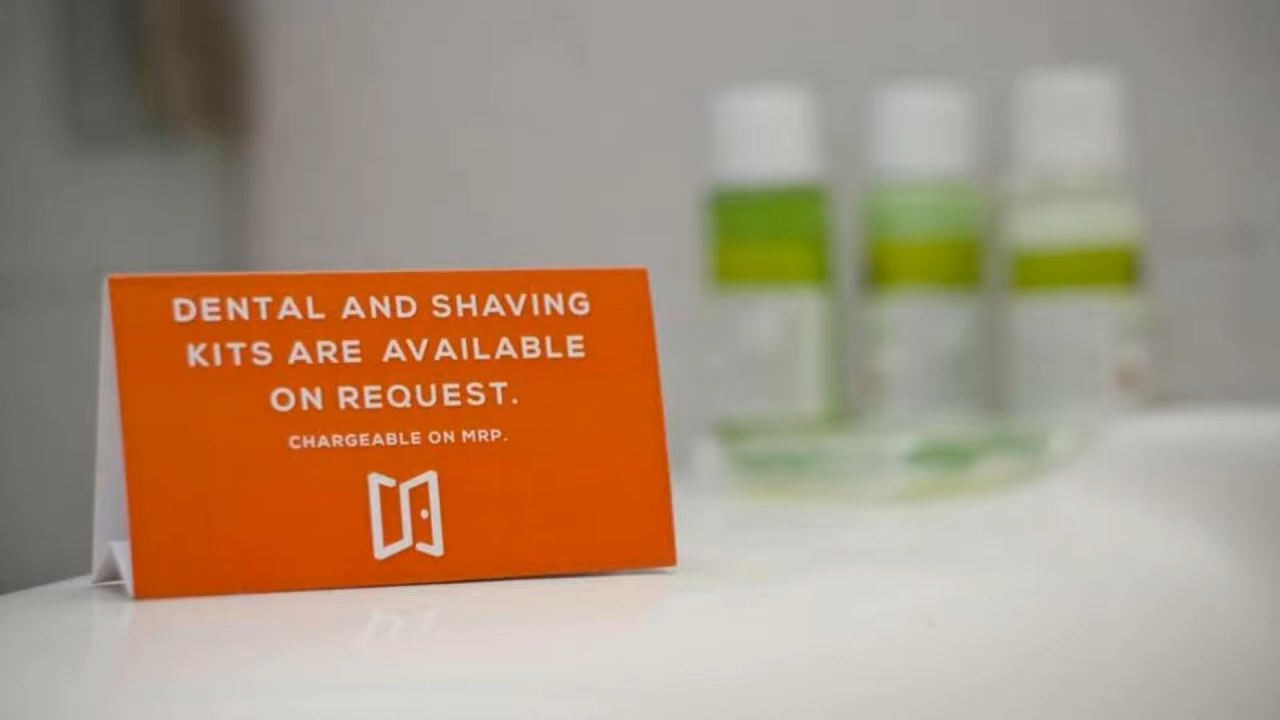 DENTAL AND SHAVING
KITS ARE AVAILABLE
ON REQUEST.
CHARGEABLE ON MRP.